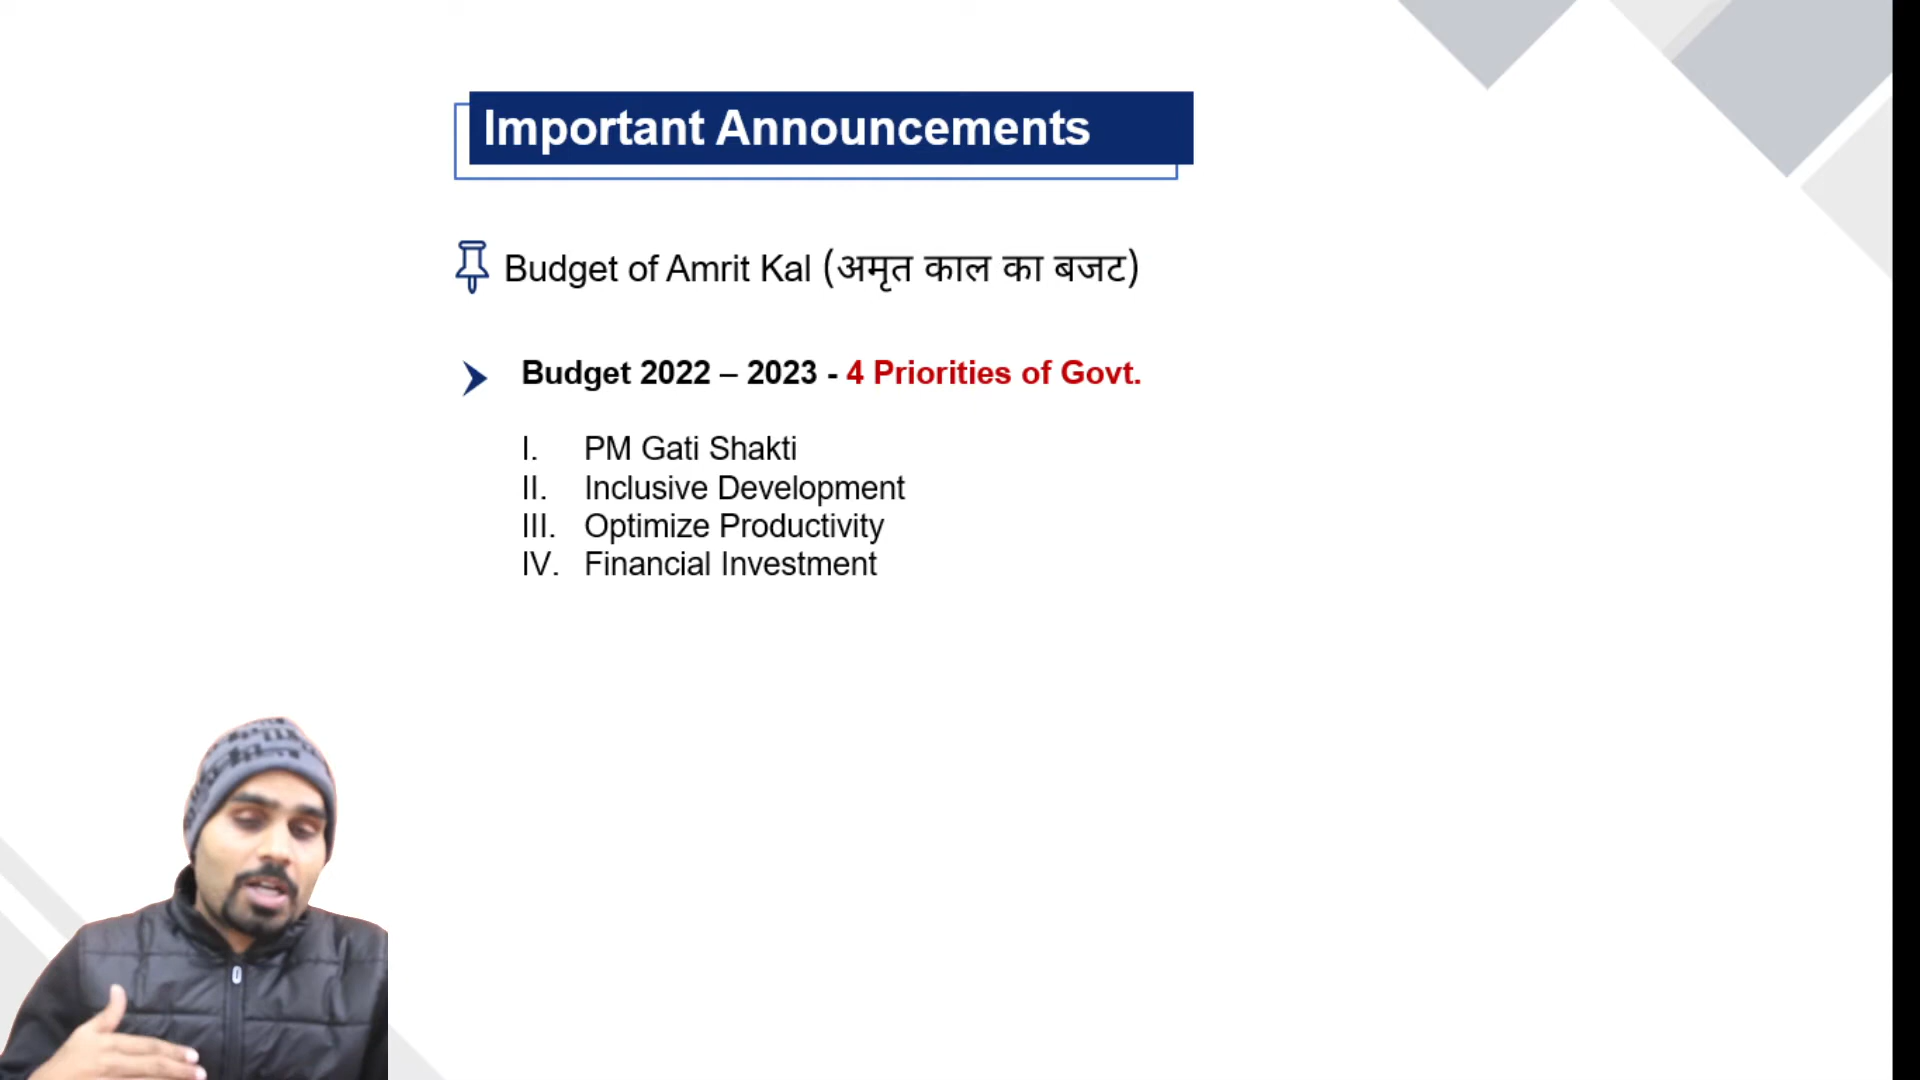 Important Announcements
Budget of Amrit Kal (अमृत काल का बजट)
Budget 2022 – 2023 - 4 Priorities of Govt.
I. PM Gati Shakti
II. Inclusive Development
III. Optimize Productivity
IV. Financial Investment